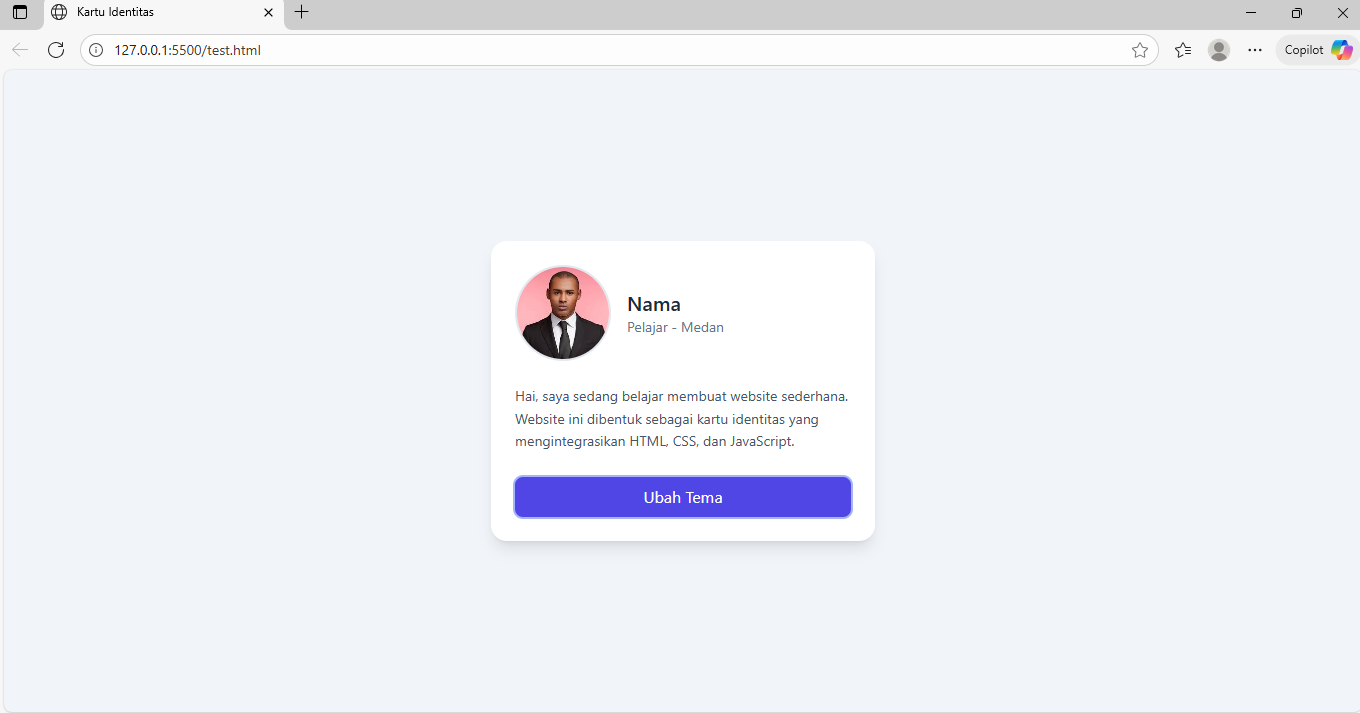 Kartu Identitas
127.0.0.1:5500/test.html
Copilot
Nama
Pelajar - Medan
Hai, saya sedang belajar membuat website sederhana.
Website ini dibentuk sebagai kartu identitas yang
mengintegrasikan HTML, CSS, dan JavaScript.
Ubah Tema